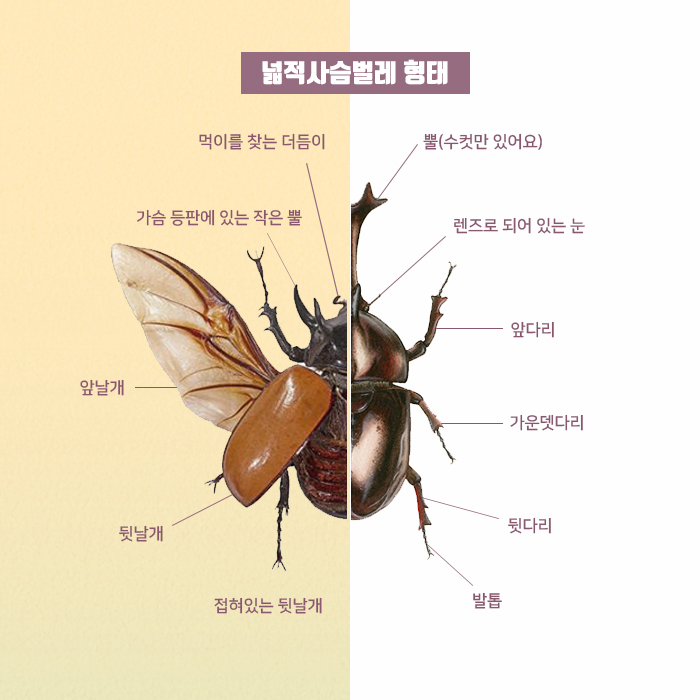 넓적사슴벌레 형태
먹이를 찾는 더듬이
뿔(수컷만 있어요)
가슴 등판에 있는 작은 뿔
렌즈로 되어 있는 눈
앞다리
앞날개
가운뎃다리
뒷다리
뒷날개
발톱
접혀있는 뒷날개